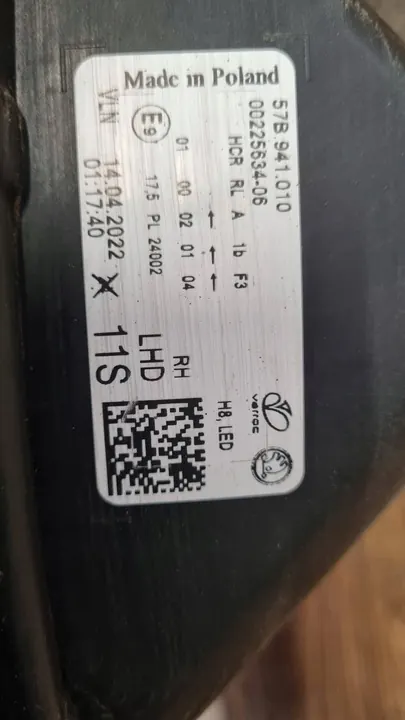 Made in Poland
57B.941.010
00225634-06
HCR RL A 1b F3
← ← ←
01 00 02 01 04
E9
17,5 PL 24002
VLN 14.04.2022
01:17:40
X 11S
LHD
RH
H8, LED
varroc